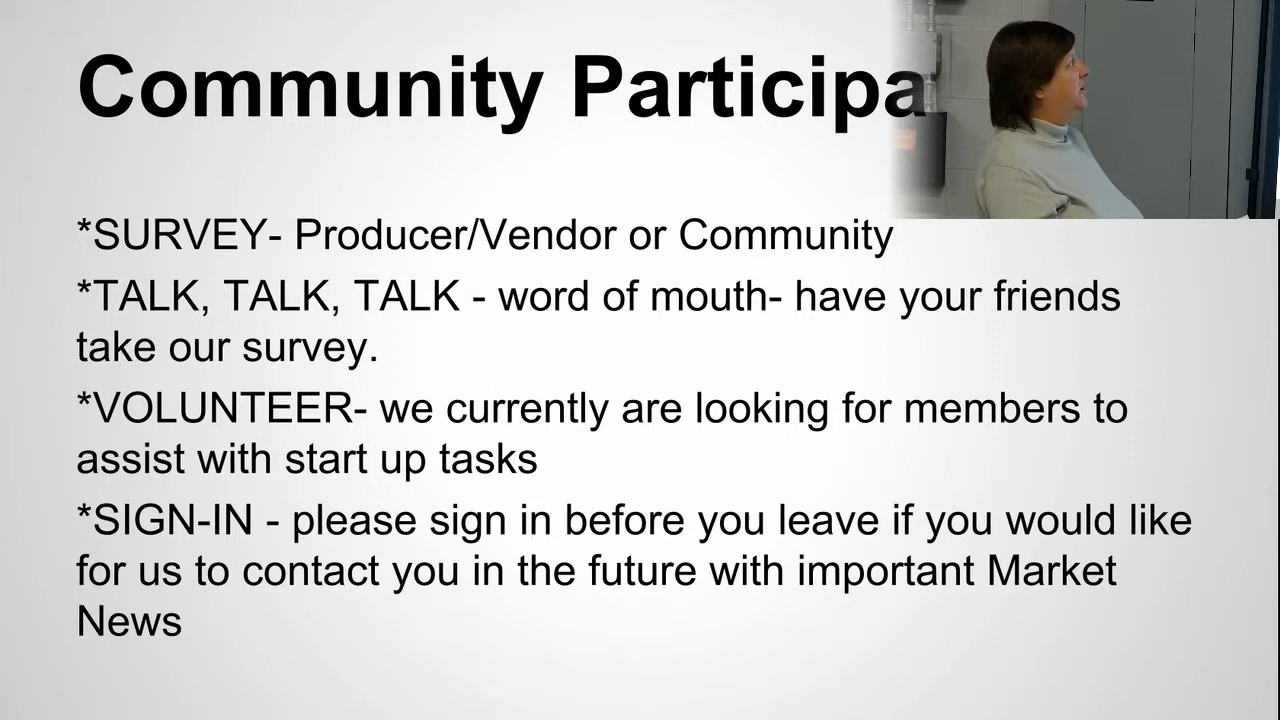 Community Participa
*SURVEY- Producer/Vendor or Community
*TALK, TALK, TALK - word of mouth- have your friends
take our survey.
*VOLUNTEER- we currently are looking for members to
assist with start up tasks
*SIGN-IN - please sign in before you leave if you would like
for us to contact you in the future with important Market
News